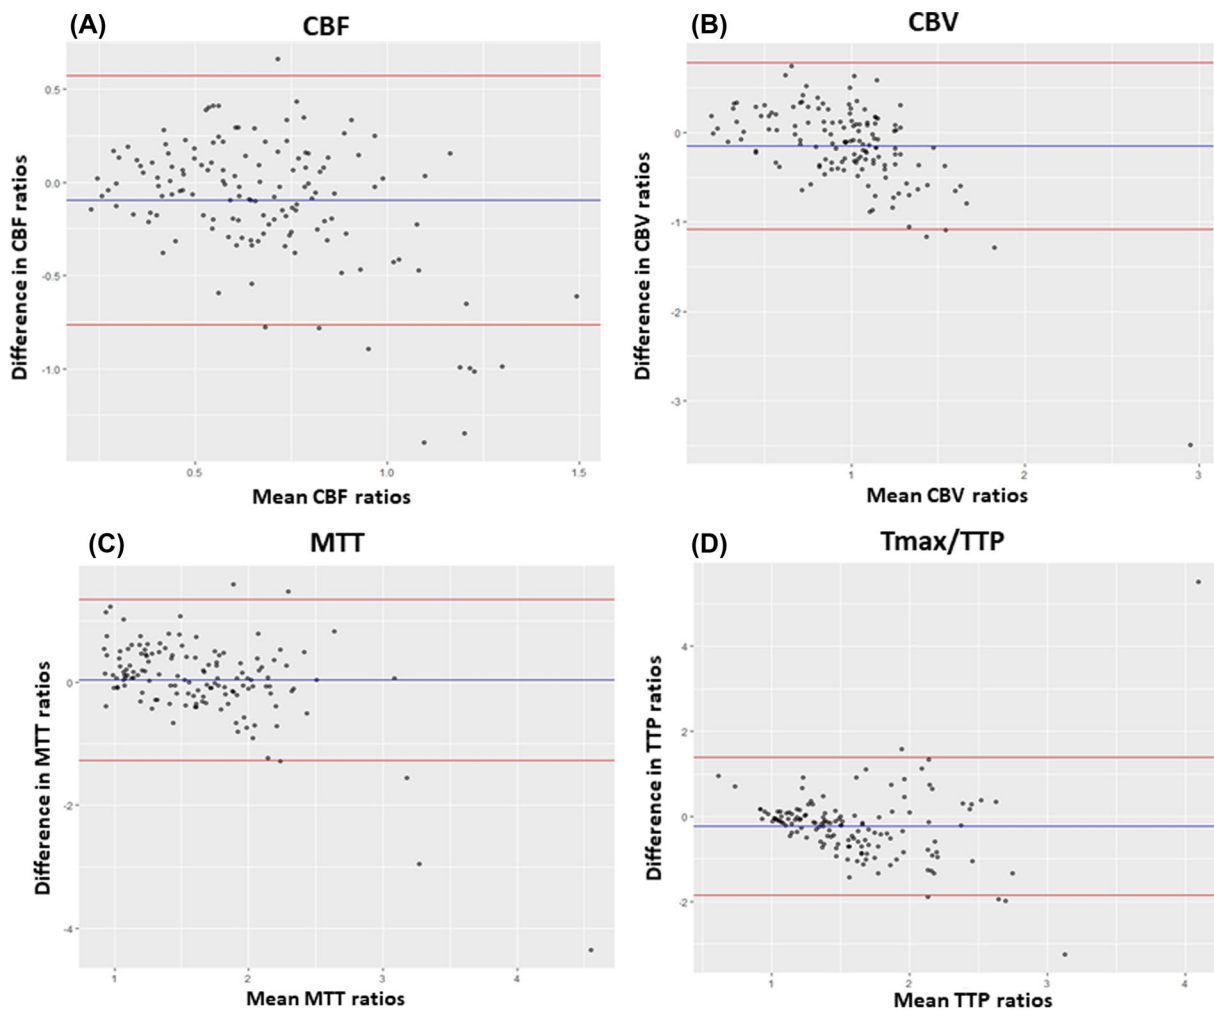 (A) CBF
Difference in CBF ratios
0.5
0.0
-0.5
-1.0
0.5 1.0 1.5
Mean CBF ratios
(B) CBV
Difference in CBV ratios
0
-1
-2
-3
1 2 3
Mean CBV ratios
(C) MTT
Difference in MTT ratios
0
-2
-4
1 2 3 4
Mean MTT ratios
(D) Tmax/TTP
Difference in TTP ratios
4
2
0
-2
1 2 3 4
Mean TTP ratios